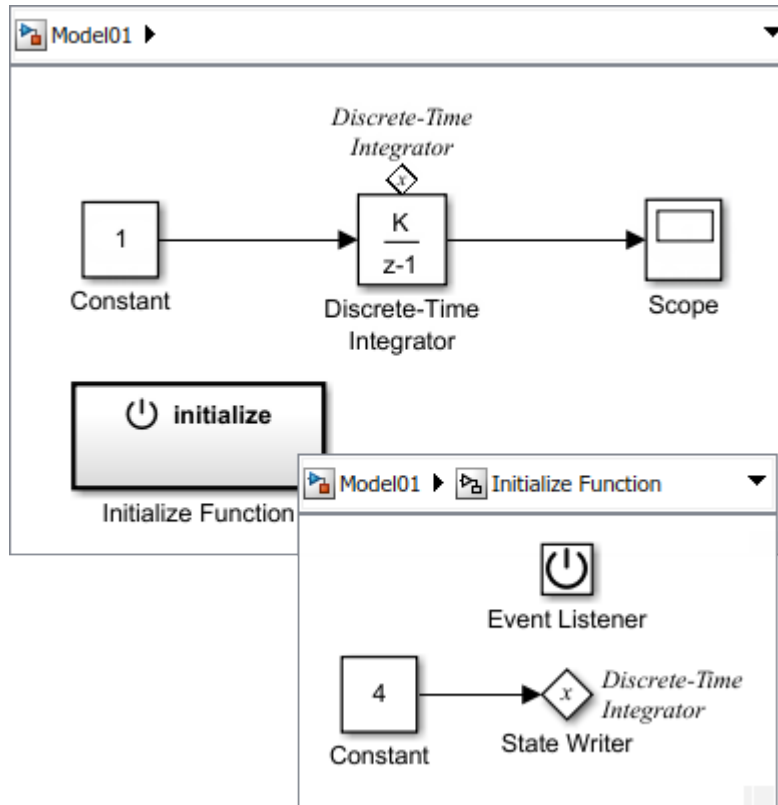 Model01
Discrete-Time
Integrator
x
1
K
z-1
Constant
Discrete-Time
Integrator
Scope
initialize
Initialize Function
Model01 Initialize Function
Event Listener
4
x
Discrete-Time
Integrator
Constant
State Writer